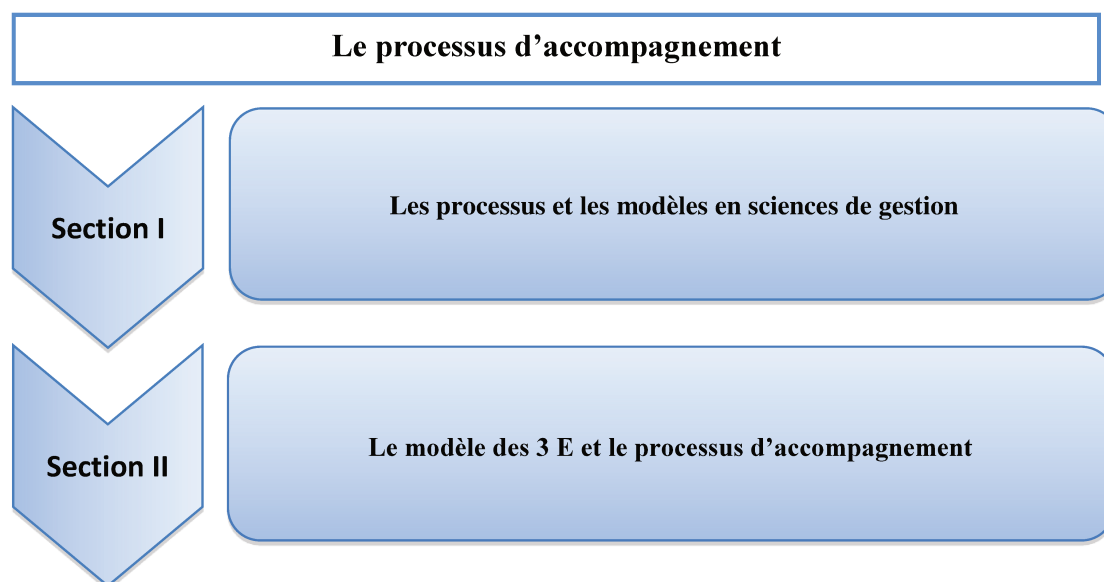 Le processus d’accompagnement
Section I
Les processus et les modèles en sciences de gestion
Section II
Le modèle des 3 E et le processus d’accompagnement